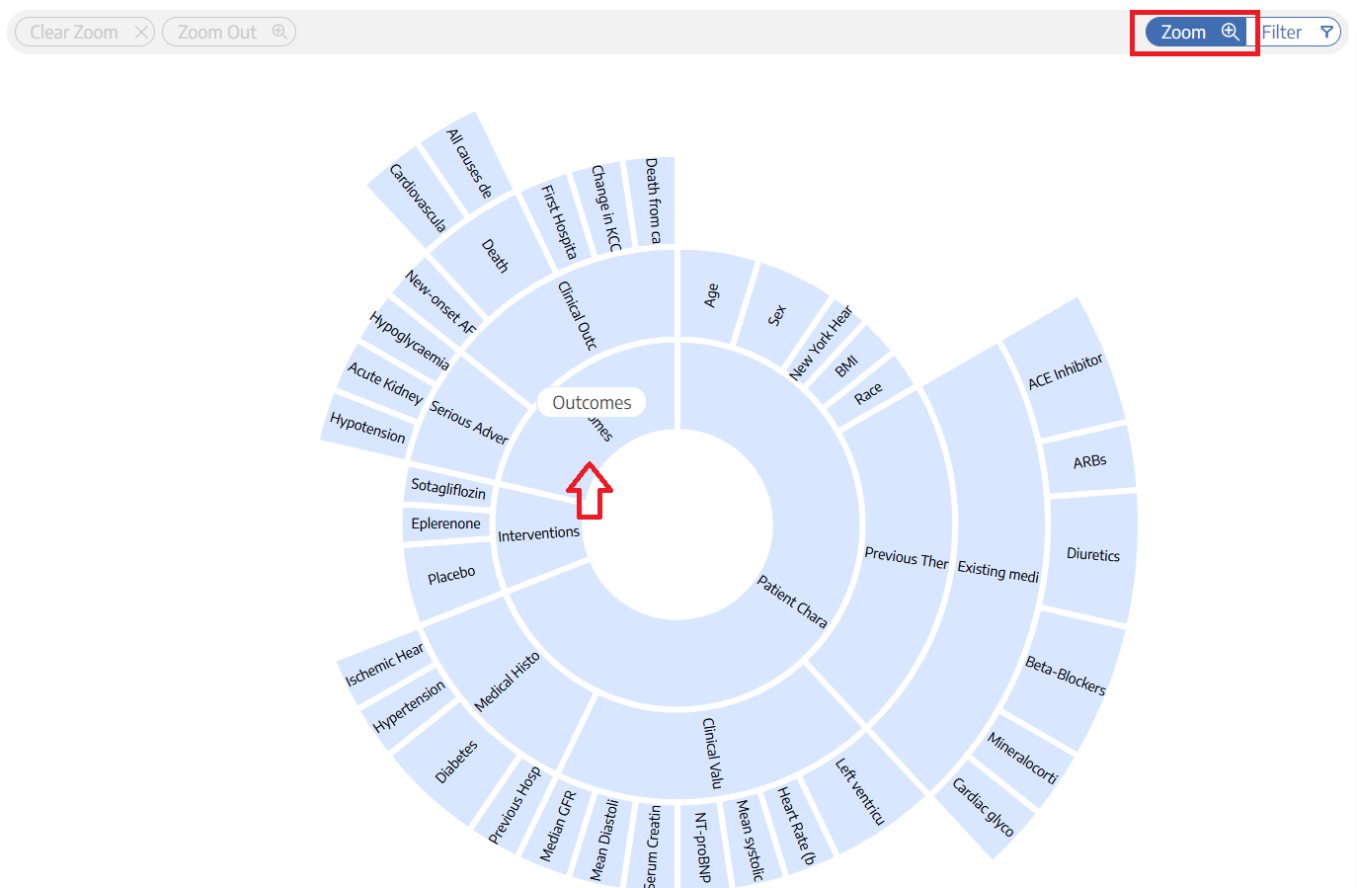 Clear Zoom
Zoom Out
Zoom
Filter
All causes de
Cardiovascula
Death
First Hospita
Change in KCC
Death from ca
New-onset AF
Hypoglycaemia
Acute Kidney
Hypotension
Clinical Outc
Serious Adver
Outcomes
omes
Age
Sex
New York Hear
BMI
Race
ACE Inhibitor
ARBs
Diuretics
Beta-Blockers
Mineralocorti
Cardiac glyco
Existing medi
Previous Ther
Patient Chara
Interventions
Sotagliflozin
Eplerenone
Placebo
Medical Histo
Ischemic Hear
Hypertension
Diabetes
Previous Hosp
Clinical Valu
Median GFR
Mean Diastoli
Serum Creatin
NT-proBNP
Mean systolic
Heart Rate (b
Left ventricu